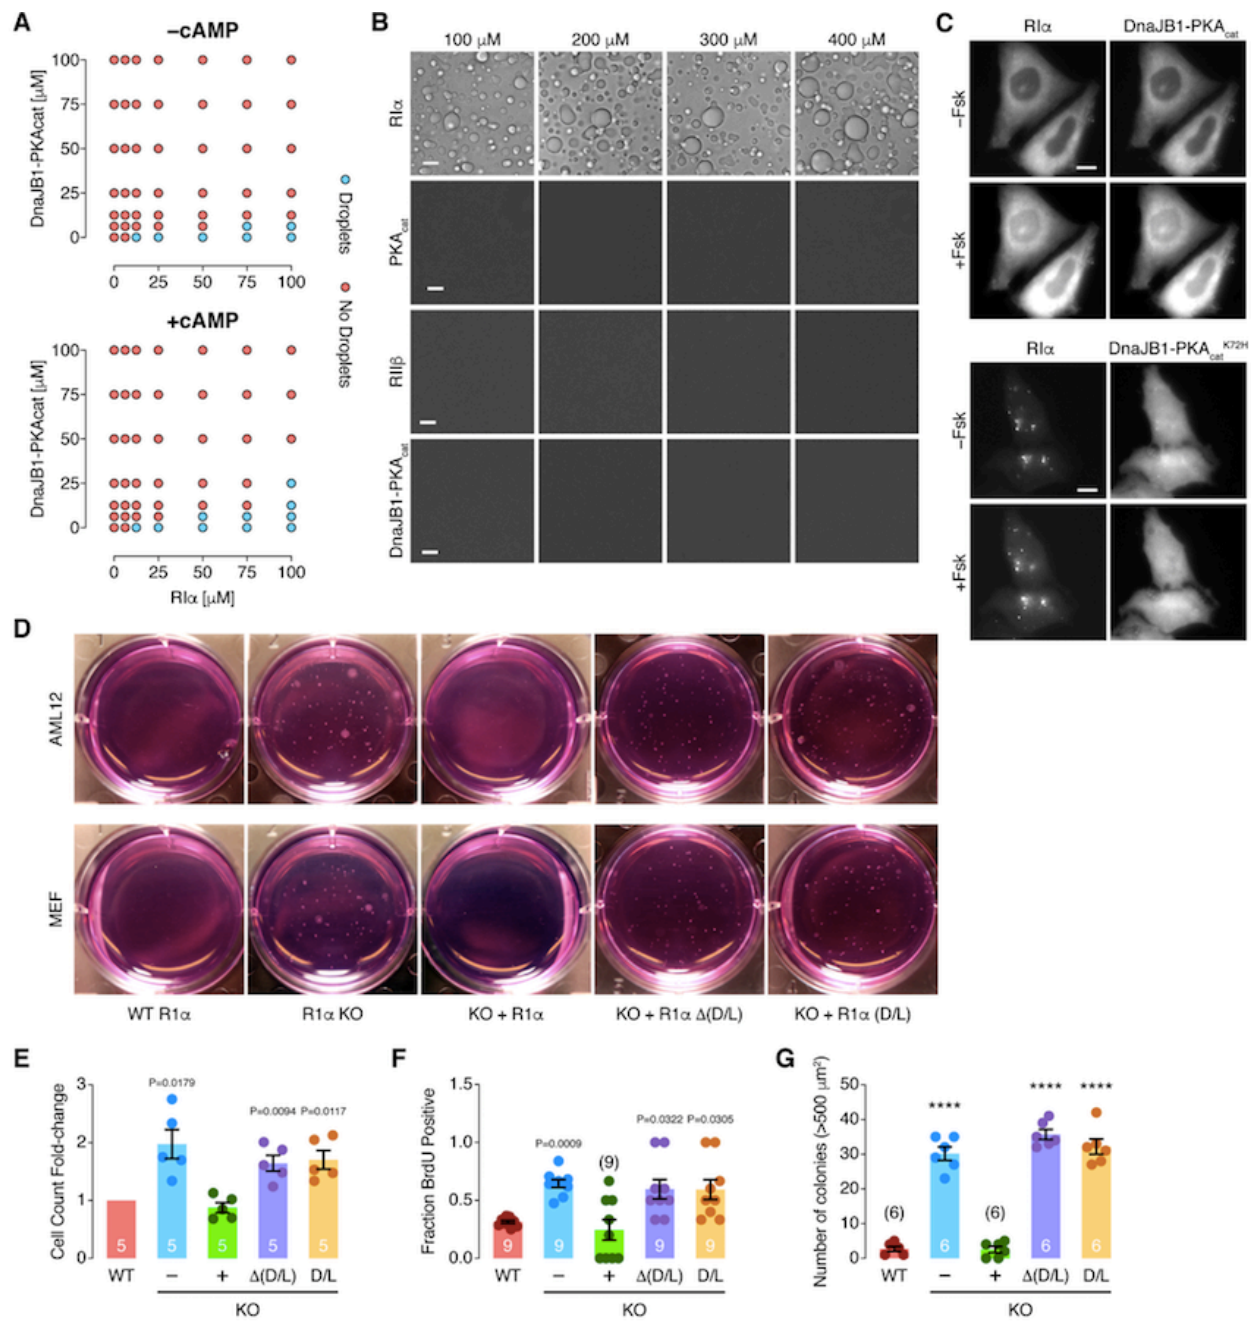 A
−cAMP
DnaJB1-PKAcat [μM]
100
75
50
25
0
0 25 50 75 100
Droplets
No Droplets
+cAMP
DnaJB1-PKAcat [μM]
100
75
50
25
0
0 25 50 75 100
RIα [μM]
B
100 μM 200 μM 300 μM 400 μM
RIα
PKAcat
RIIβ
DnaJB1-PKAcat
C
RIα DnaJB1-PKAcat
−Fsk
+Fsk
RIα DnaJB1-PKAcat K72H
−Fsk
+Fsk
D
AML12
MEF
WT R1α R1α KO KO + R1α KO + R1α Δ(D/L) KO + R1α (D/L)
E
Cell Count Fold-change
3
2
1
0
P=0.0179
P=0.0094 P=0.0117
5 5 5 5 5
WT − + Δ(D/L) D/L
KO
F
Fraction BrdU Positive
1.5
1.0
0.5
0.0
P=0.0009
(9)
P=0.0322 P=0.0305
9 9 9 9
WT − + Δ(D/L) D/L
KO
G
Number of colonies (>500 μm²)
50
40
30
20
10
0
**** **** ****
(6) (6)
6 6 6
WT − + Δ(D/L) D/L
KO